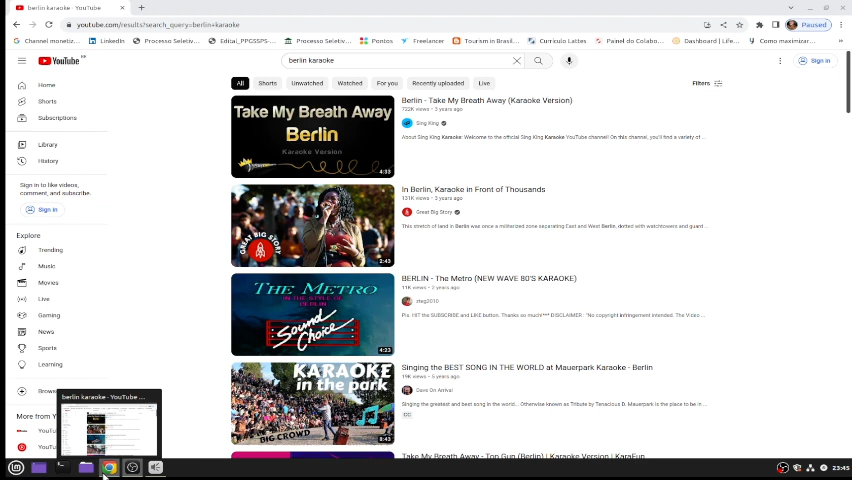 berlin karaoke - YouTube
Paused
youtube.com/results?search_query=berlin+karaoke
Channel monetiz...
LinkedIn
Processo Seletiv...
Edital_PPGSSPS-...
Processo Seletiv...
Pontos
Freelancer
Tourism in Brasil...
Currículo Lattes
Painel do Colabo...
Dashboard | Life...
Como maximizar...
»
YouTube
berlin karaoke
Sign in
All
Shorts
Unwatched
Watched
For you
Recently uploaded
Live
Filters
Home
Shorts
Subscriptions
Library
History
Sign in to like videos,
comment, and subscribe.
Sign in
Explore
Trending
Music
Movies
Live
Gaming
News
Sports
Learning
Brows
More from Y
YouTu
YouTu
Take My Breath Away
Berlin
Karaoke Version
4:33
Berlin - Take My Breath Away (Karaoke Version)
722K views • 3 years ago
Sing King
About Sing King Karaoke: Welcome to the official Sing King Karaoke YouTube channel! On this channel, you'll find a variety of ...
GREAT BIG STORY
2:43
In Berlin, Karaoke in Front of Thousands
131K views • 3 years ago
Great Big Story
This stretch of land in Berlin was once a militarized zone separating East and West Berlin, dotted with watchtowers and guard...
THE METRO
IN THE STYLE OF
BERLIN
Sound Choice
4:23
BERLIN - The Metro (NEW WAVE 80'S KARAOKE)
11K views • 2 years ago
zteg2010
Pls. HIT the SUBSCRIBE and LIKE button. Thanks so much!*** DISCLAIMER : "No copyright infringement intended. The Video ...
KARAOKE
in the park
BIG CROWD
8:43
Singing the BEST SONG IN THE WORLD at Mauerpark Karaoke - Berlin
19K views • 5 years ago
Dave On Arrival
Singing the greatest and best song in the world... Otherwise known as Tribute by Tenacious D. Mauerpark is the place to be in...
CC
Take My Breath Away - Top Gun (Berlin) | Karaoke Version | KaraFun
berlin karaoke - YouTube ...
23:45